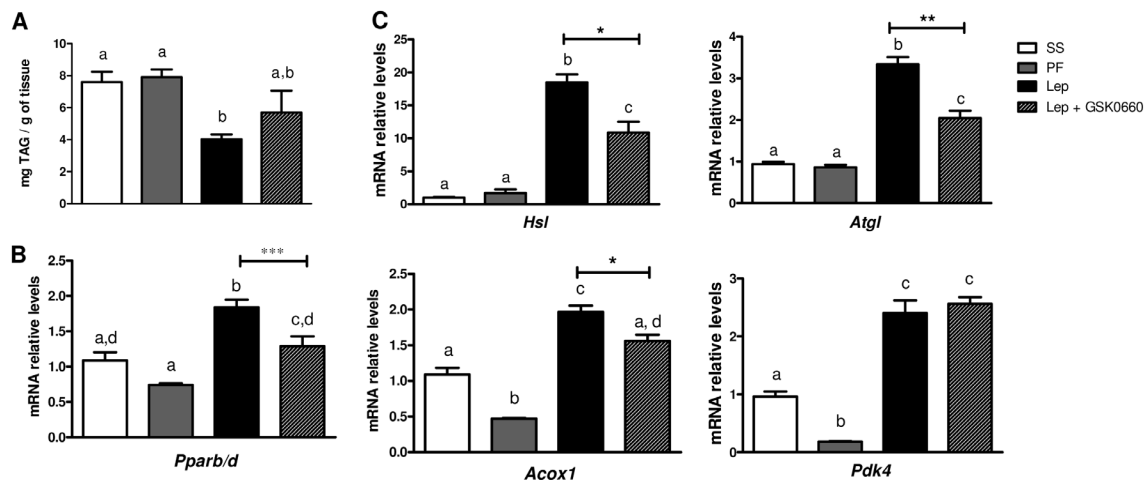 A
mg TAG / g of tissue
10
8
6
4
2
0
a
a
b
a,b
C
mRNA relative levels
25
20
15
10
5
0
a
a
b
c
*
Hsl
mRNA relative levels
4
3
2
1
0
a
a
b
c
**
Atgl
SS
PF
Lep
Lep + GSK0660
B
mRNA relative levels
2.5
2.0
1.5
1.0
0.5
0.0
a,d
a
b
c,d
***
Pparb/d
mRNA relative levels
2.5
2.0
1.5
1.0
0.5
0.0
a
b
c
a, d
*
Acox1
mRNA relative levels
3
2
1
0
a
b
c
c
Pdk4